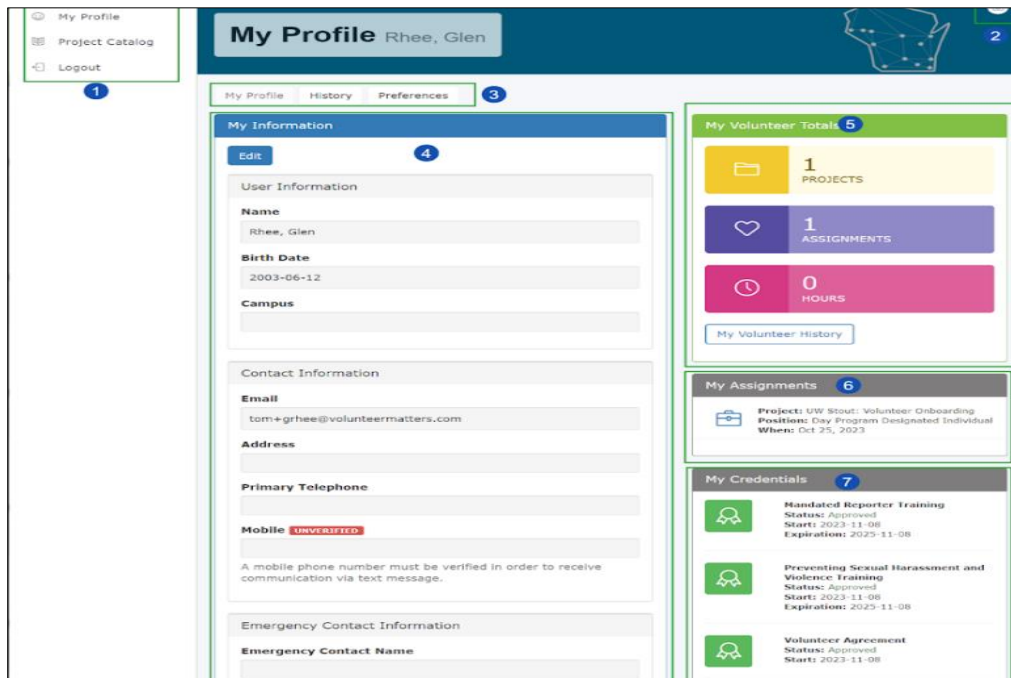 My Profile
Project Catalog
Logout
1
My Profile Rhee, Glen
2
My Profile History Preferences 3
My Information
4
Edit
User Information
Name
Rhee, Glen
Birth Date
2003-06-12
Campus
Contact Information
Email
tom+grhee@volunteermatters.com
Address
Primary Telephone
Mobile UNVERIFIED
A mobile phone number must be verified in order to receive
communication via text message.
Emergency Contact Information
Emergency Contact Name
My Volunteer Totals 5
1
PROJECTS
1
ASSIGNMENTS
0
HOURS
My Volunteer History
My Assignments 6
Project: UW Stout: Volunteer Onboarding
Position: Day Program Designated Individual
When: Oct 25, 2023
My Credentials 7
Mandated Reporter Training
Status: Approved
Start: 2023-11-08
Expiration: 2025-11-08
Preventing Sexual Harassment and
Violence Training
Status: Approved
Start: 2023-11-08
Expiration: 2025-11-08
Volunteer Agreement
Status: Approved
Start: 2023-11-08